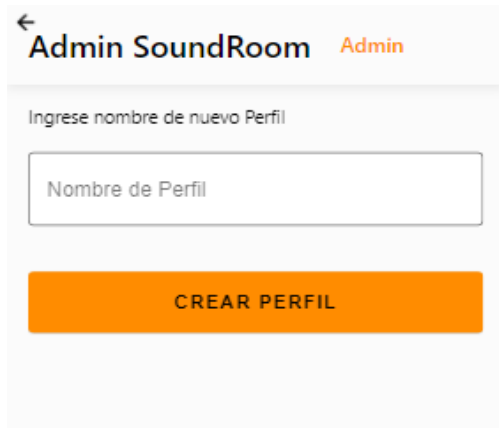 Admin SoundRoom Admin
Ingrese nombre de nuevo Perfil
Nombre de Perfil
CREAR PERFIL